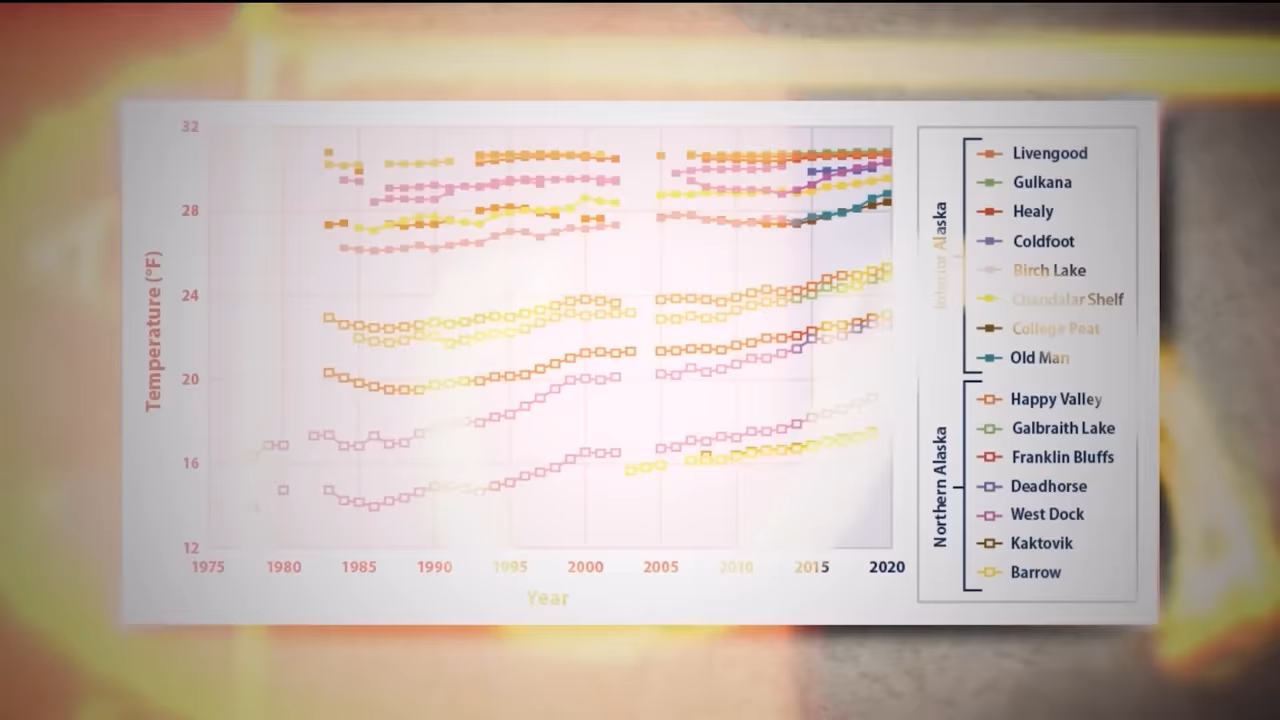 32
28
24
20
16
12
Temperature (°F)
1975 1980 1985 1990 1995 2000 2005 2010 2015 2020
Year
Interior Alaska
Livengood
Gulkana
Healy
Coldfoot
Birch Lake
Chandalar Shelf
College Peat
Old Man
Northern Alaska
Happy Valley
Galbraith Lake
Franklin Bluffs
Deadhorse
West Dock
Kaktovik
Barrow